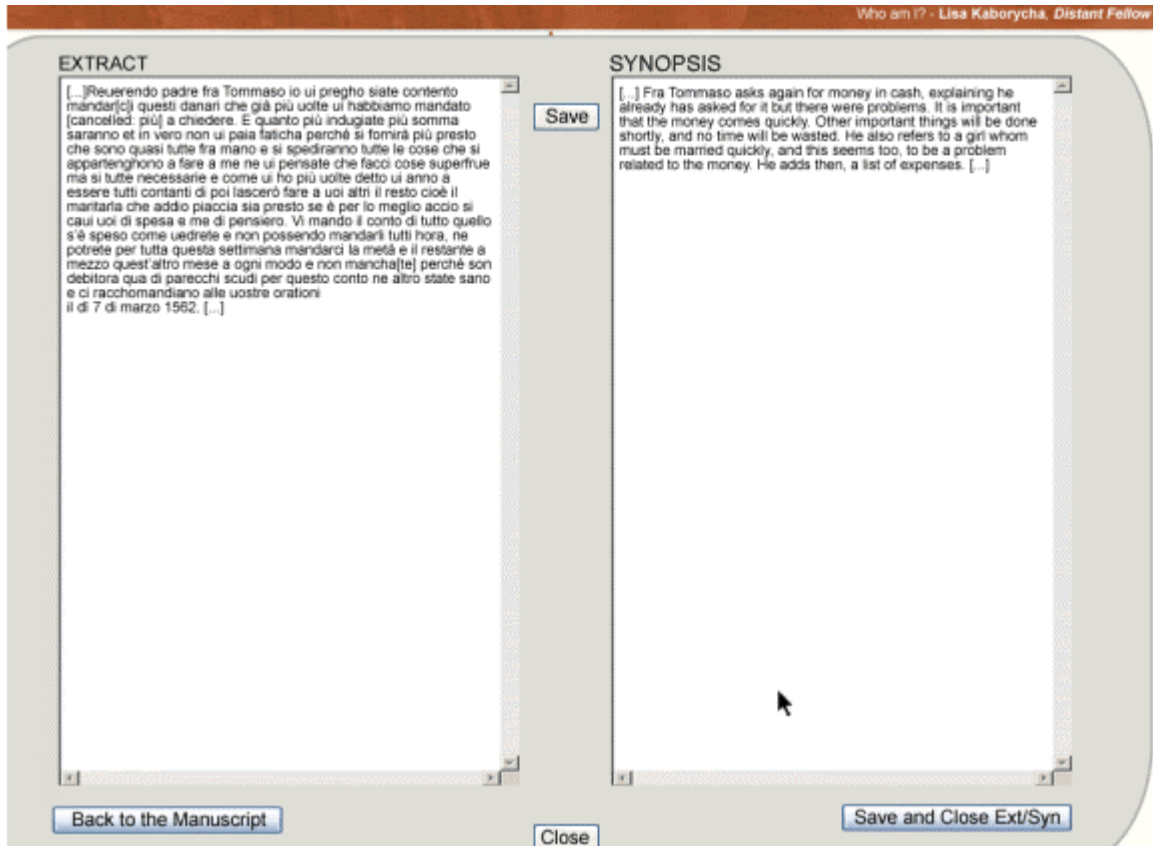 Who am I? - Lisa Kaborycha, Distant Fellow
EXTRACT
[...]Reuerendo padre fra Tommaso io ui pregho siate contento
mandar[c]i questi danari che già più uolte ui habbiamo mandato
[cancelled: più] a chiedere. E quanto più indugiate più somma
saranno et in vero non ui paia faticha perché si fornirà più presto
che sono quasi tutte fra mano e si spediranno tutte le cose che si
appartenghono a fare a me ne ui pensate che facci cose superfrue
ma si tutte necessarie e come ui ho più uolte detto ui anno a
essere tutti contanti di poi lascerò fare a uoi altri il resto cioè il
maritarla che addio piaccia sia presto se è per lo meglio accio si
caui uoi di spesa e me di pensiero. Vi mando il conto di tutto quello
s'è speso come uedrete e non possendo mandarli tutti hora, ne
potrete per tutta questa settimana mandarci la metà e il restante a
mezzo quest'altro mese a ogni modo e non mancha[te] perché son
debitora qua di parecchi scudi per questo conto ne altro state sano
e ci racchomandiano alle uostre orationi
il dì 7 di marzo 1562. [...]
Save
SYNOPSIS
[...] Fra Tommaso asks again for money in cash, explaining he
already has asked for it but there were problems. It is important
that the money comes quickly. Other important things will be done
shortly, and no time will be wasted. He also refers to a girl whom
must be married quickly, and this seems too, to be a problem
related to the money. He adds then, a list of expenses. [...]
Back to the Manuscript
Close
Save and Close Ext/Syn